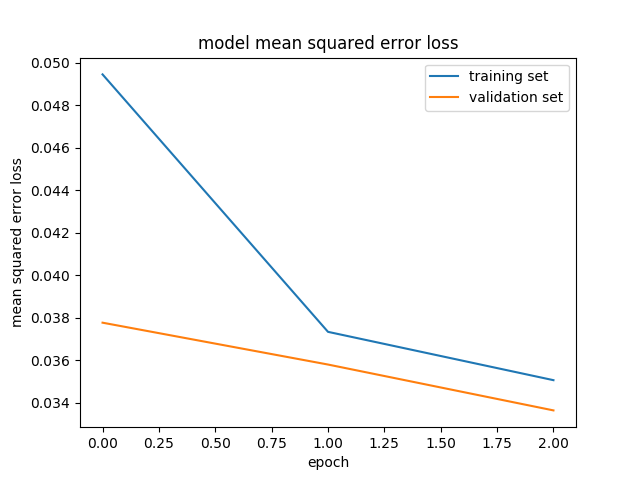 model mean squared error loss
0.050
0.048
0.046
0.044
0.042
0.040
0.038
0.036
0.034
mean squared error loss
training set
validation set
0.00 0.25 0.50 0.75 1.00 1.25 1.50 1.75 2.00
epoch